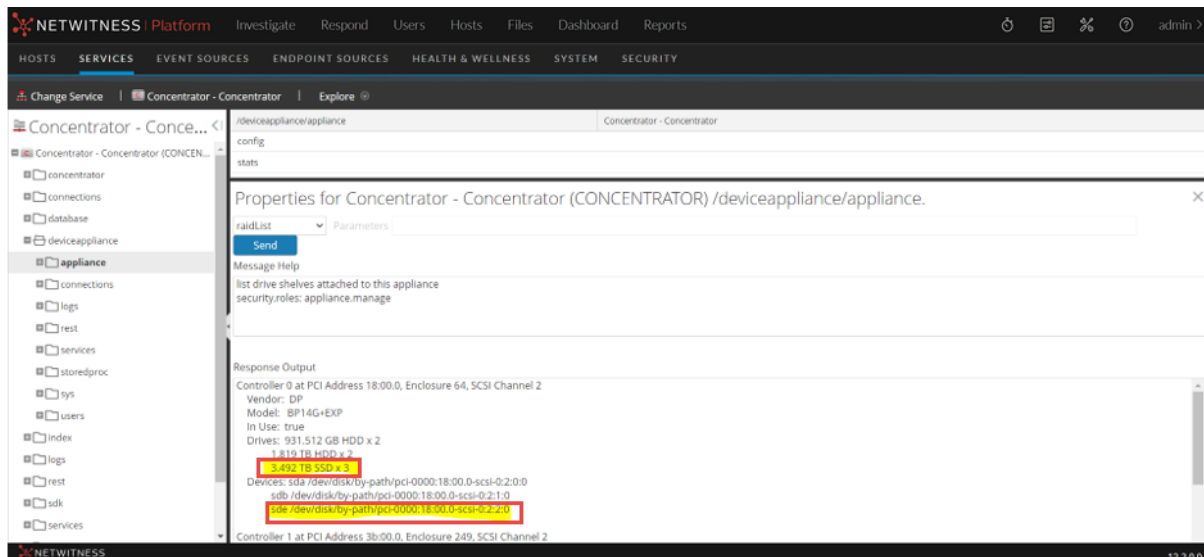 NETWITNESS | Platform Investigate Respond Users Hosts Files Dashboard Reports admin >
HOSTS SERVICES EVENT SOURCES ENDPOINT SOURCES HEALTH & WELLNESS SYSTEM SECURITY
Change Service | Concentrator - Concentrator | Explore
Concentrator - Conce...
Concentrator - Concentrator (CONCEN...
concentrator
connections
database
deviceappliance
appliance
connections
logs
rest
services
storedproc
sys
users
index
logs
rest
sdk
services
/deviceappliance/appliance Concentrator - Concentrator
config
stats
Properties for Concentrator - Concentrator (CONCENTRATOR) /deviceappliance/appliance.
raidList Parameters
Send
Message Help
list drive shelves attached to this appliance
security.roles: appliance.manage
Response Output
Controller 0 at PCI Address 18:00.0, Enclosure 64, SCSI Channel 2
Vendor: DP
Model: BP14G+EXP
In Use: true
Drives: 931.512 GB HDD x 2
1.819 TB HDD x 2
3.492 TB SSD x 3
Devices: sda /dev/disk/by-path/pci-0000:18:00.0-scsi-0:2:0:0
sdb /dev/disk/by-path/pci-0000:18:00.0-scsi-0:2:1:0
sde /dev/disk/by-path/pci-0000:18:00.0-scsi-0:2:2:0
Controller 1 at PCI Address 3b:00.0, Enclosure 249, SCSI Channel 2
NETWITNESS